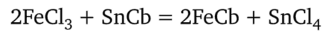 2FeCl₃ + SnCb = 2FeCb + SnCl₄